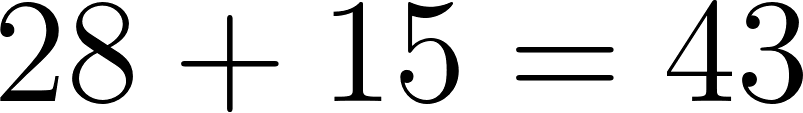 28 + 15 = 43